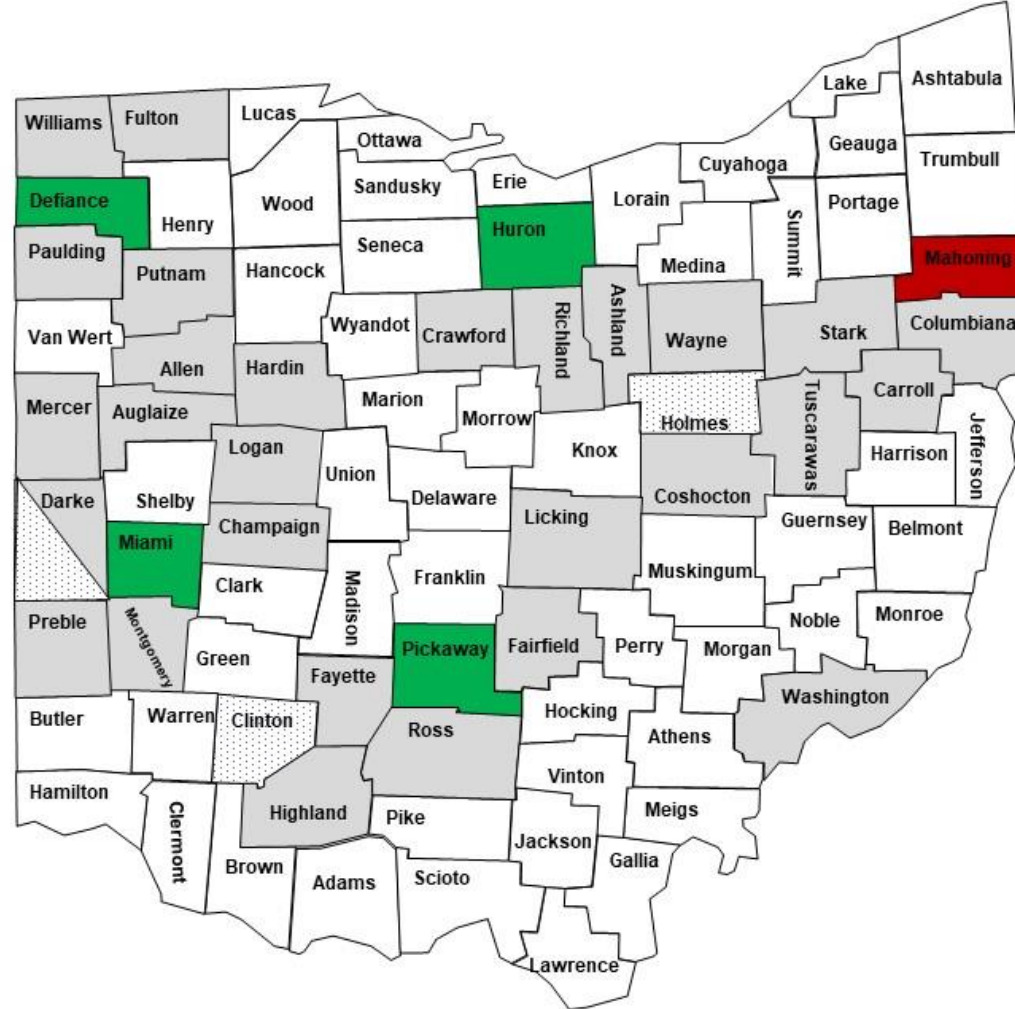 Williams
Fulton
Lucas
Ottawa
Lake
Ashtabula
Geauga
Cuyahoga
Trumbull
Defiance
Henry
Wood
Sandusky
Erie
Lorain
Summit
Portage
Paulding
Putnam
Hancock
Seneca
Huron
Medina
Mahoning
Van Wert
Allen
Hardin
Wyandot
Crawford
Richland
Ashland
Wayne
Stark
Columbiana
Mercer
Auglaize
Marion
Morrow
Knox
Holmes
Tuscarawas
Carroll
Harrison
Jefferson
Darke
Shelby
Logan
Union
Delaware
Coshocton
Miami
Champaign
Licking
Guernsey
Belmont
Clark
Madison
Franklin
Muskingum
Preble
Montgomery
Green
Fayette
Pickaway
Fairfield
Perry
Morgan
Noble
Monroe
Butler
Warren
Clinton
Ross
Hocking
Athens
Washington
Hamilton
Clermont
Highland
Pike
Vinton
Meigs
Brown
Adams
Scioto
Jackson
Gallia
Lawrence